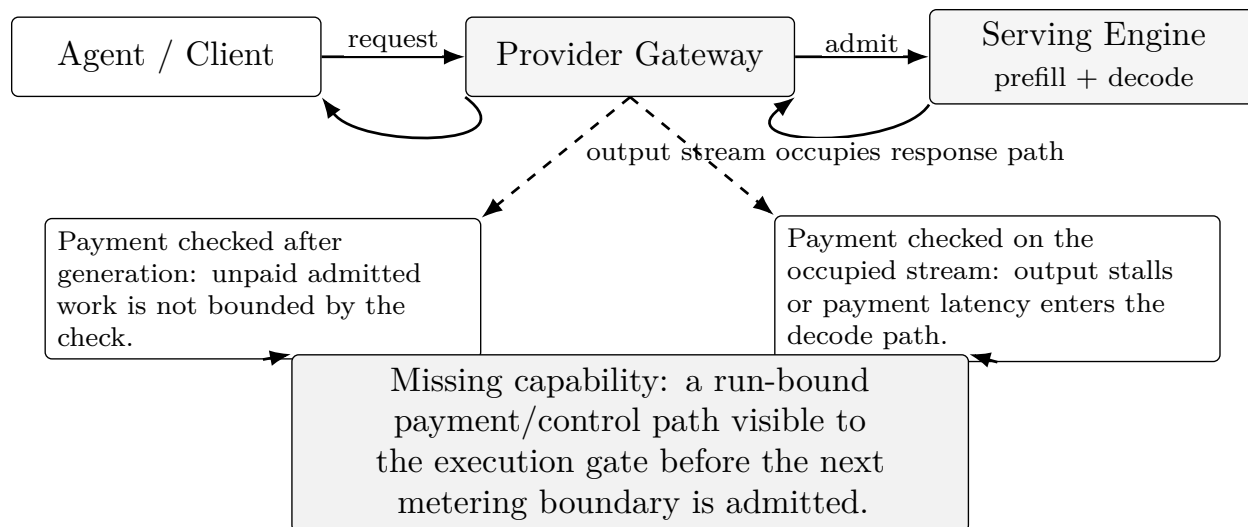 Agent / Client
request
Provider Gateway
admit
Serving Engine
prefill + decode
output stream occupies response path
Payment checked after
generation: unpaid admitted
work is not bounded by the
check.
Payment checked on the
occupied stream: output stalls
or payment latency enters the
decode path.
Missing capability: a run-bound
payment/control path visible to
the execution gate before the next
metering boundary is admitted.